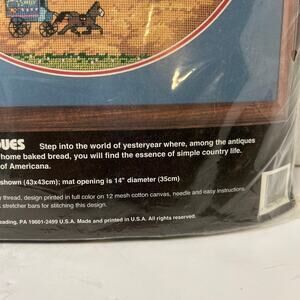 QUES Step into the world of yesteryear where, among the antiques
home baked bread, you will find the essence of simple country life.
of Americana.
shown (43x43cm); mat opening is 14" diameter (35cm)
thread, design printed in full color on 12 mesh cotton canvas, needle and easy instructions.
stretcher bars for stitching this design.
eading, PA 19601-2499 U.S.A. Made and printed in U.S.A. All rights reserved.